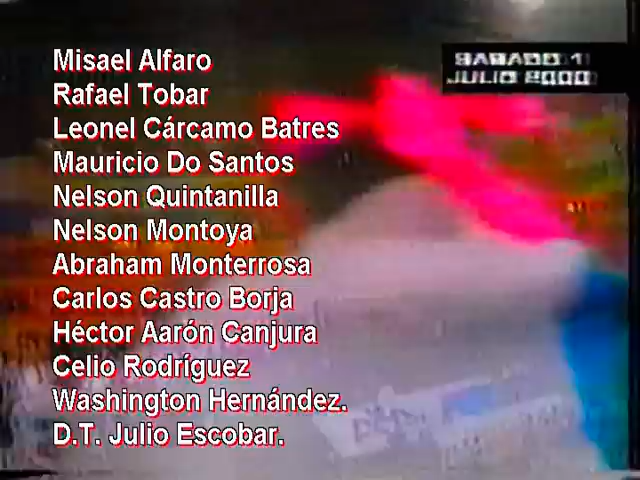 SABADO 1
JULIO 2000
Misael Alfaro
Rafael Tobar
Leonel Cárcamo Batres
Mauricio Do Santos
Nelson Quintanilla
Nelson Montoya
Abraham Monterrosa
Carlos Castro Borja
Héctor Aarón Canjura
Celio Rodríguez
Washington Hernández.
D.T. Julio Escobar.